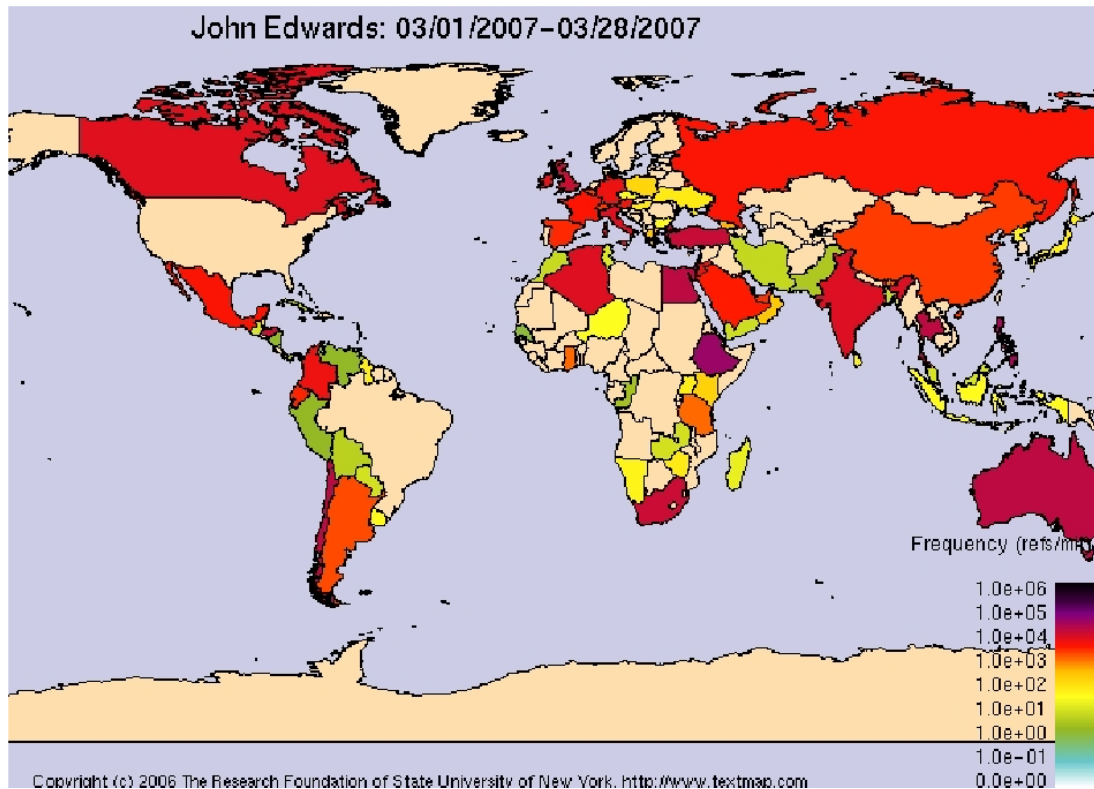 John Edwards: 03/01/2007-03/28/2007
Frequency (refs/mi
1.0e+06
1.0e+05
1.0e+04
1.0e+03
1.0e+02
1.0e+01
1.0e+00
1.0e-01
0.0e+00
Copyright (c) 2006 The Research Foundation of State University of New York, http://www.textmap.com